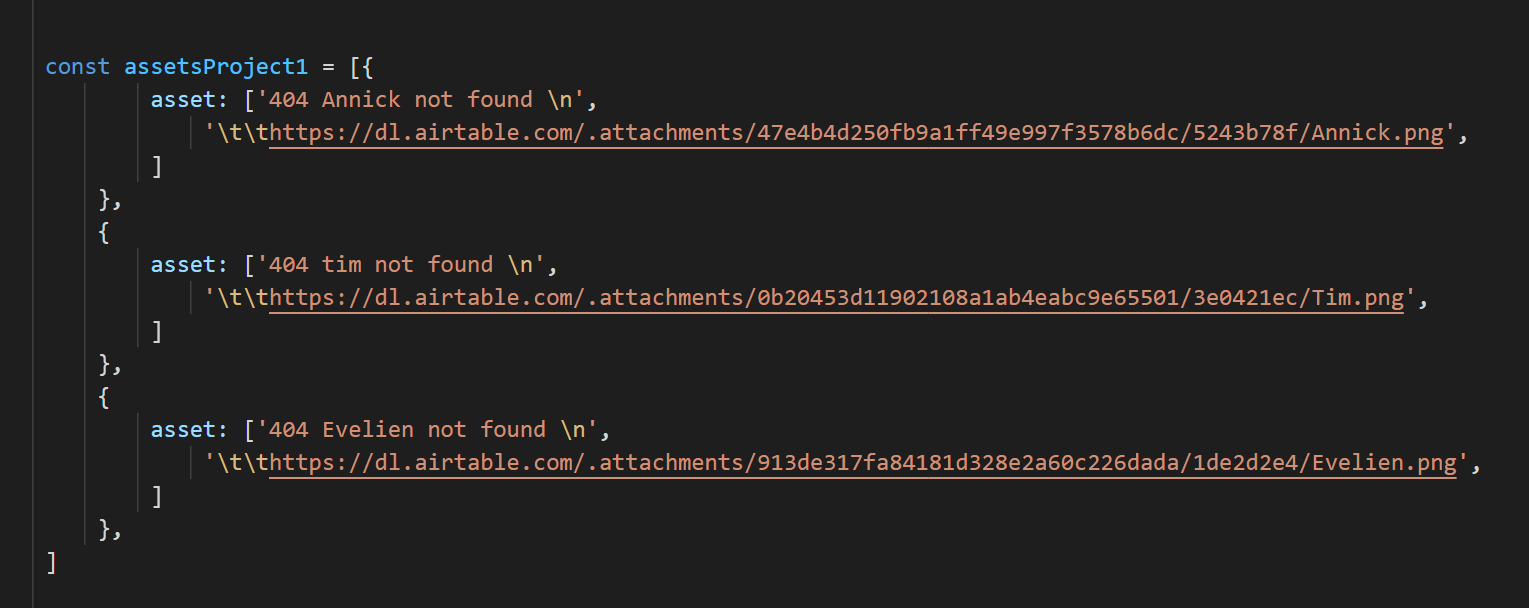 const assetsProject1 = [{
asset: ['404 Annick not found \n',
'\t\thttps://dl.airtable.com/.attachments/47e4b4d250fb9a1ff49e997f3578b6dc/5243b78f/Annick.png',
]
},
{
asset: ['404 tim not found \n',
'\t\thttps://dl.airtable.com/.attachments/0b20453d11902108a1ab4eabc9e65501/3e0421ec/Tim.png',
]
},
{
asset: ['404 Evelien not found \n',
'\t\thttps://dl.airtable.com/.attachments/913de317fa84181d328e2a60c226dada/1de2d2e4/Evelien.png',
]
},
]